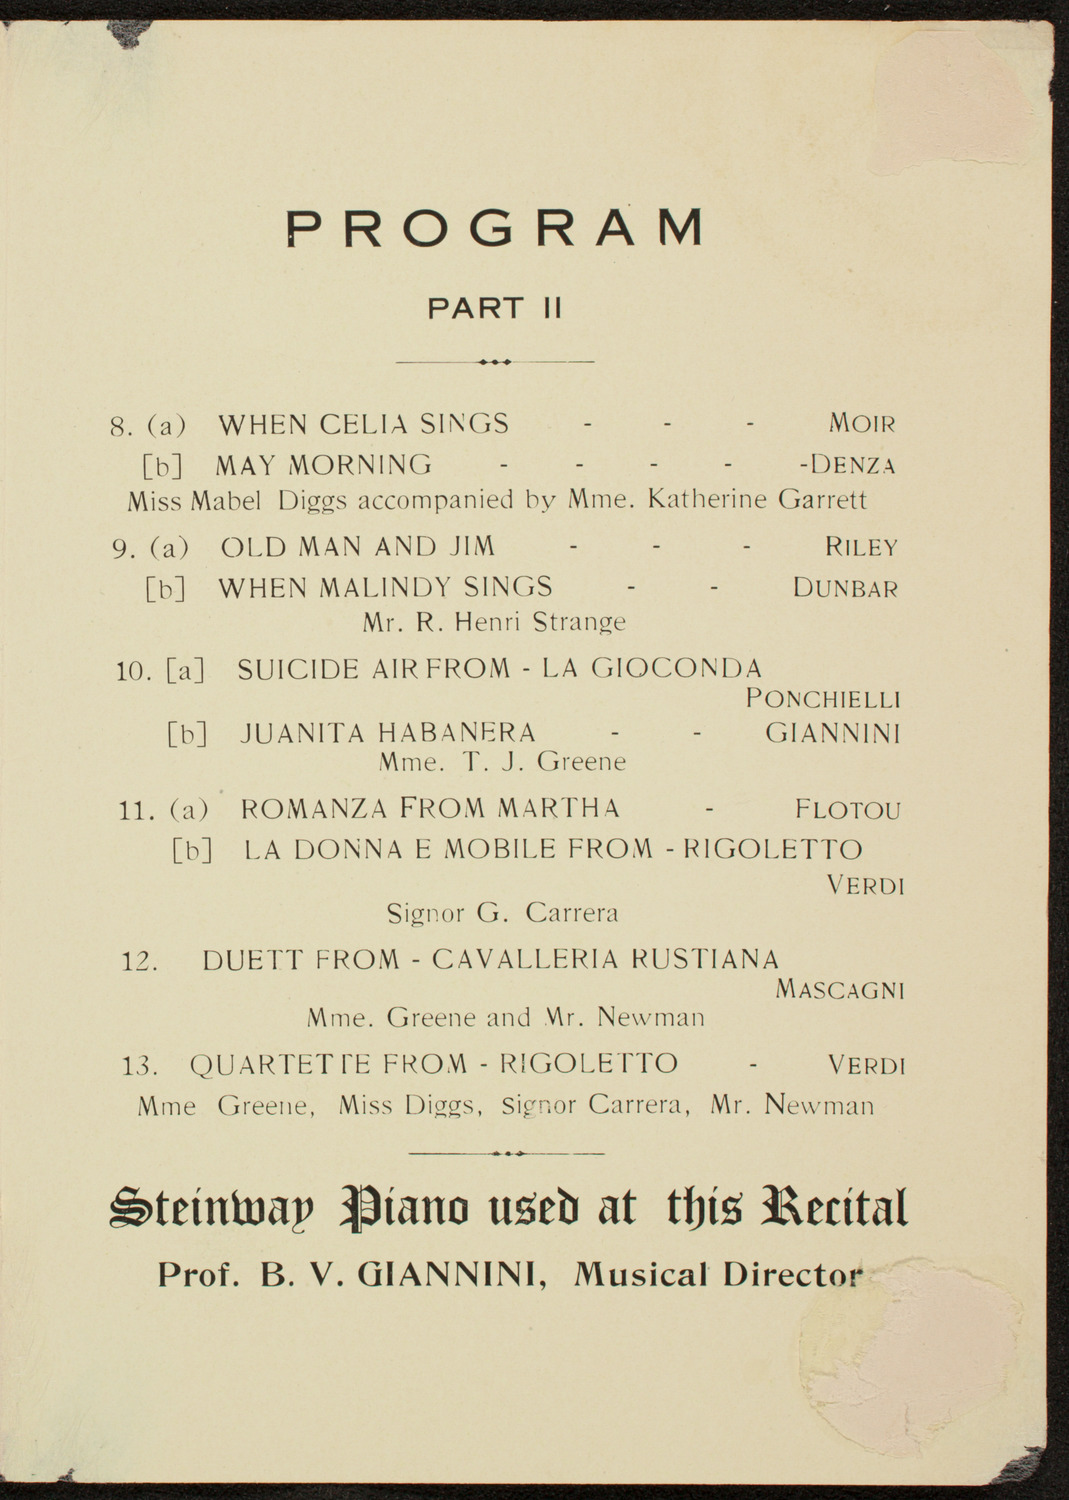 PROGRAM
PART II
8. (a) WHEN CELIA SINGS - - - MOIR
[b] MAY MORNING - - - - -DENZA
Miss Mabel Diggs accompanied by Mme. Katherine Garrett
9. (a) OLD MAN AND JIM - - - RILEY
[b] WHEN MALINDY SINGS - - DUNBAR
Mr. R. Henri Strange
10. [a] SUICIDE AIR FROM - LA GIOCONDA
PONCHIELLI
[b] JUANITA HABANERA - - GIANNINI
Mme. T. J. Greene
11. (a) ROMANZA FROM MARTHA - FLOTOU
[b] LA DONNA E MOBILE FROM - RIGOLETTO
VERDI
Signor G. Carrera
12. DUETT FROM - CAVALLERIA RUSTIANA
MASCAGNI
Mme. Greene and Mr. Newman
13. QUARTETTE FROM - RIGOLETTO - VERDI
Mme Greene, Miss Diggs, Signor Carrera, Mr. Newman
Steinway Piano used at this Recital
Prof. B. V. GIANNINI, Musical Director